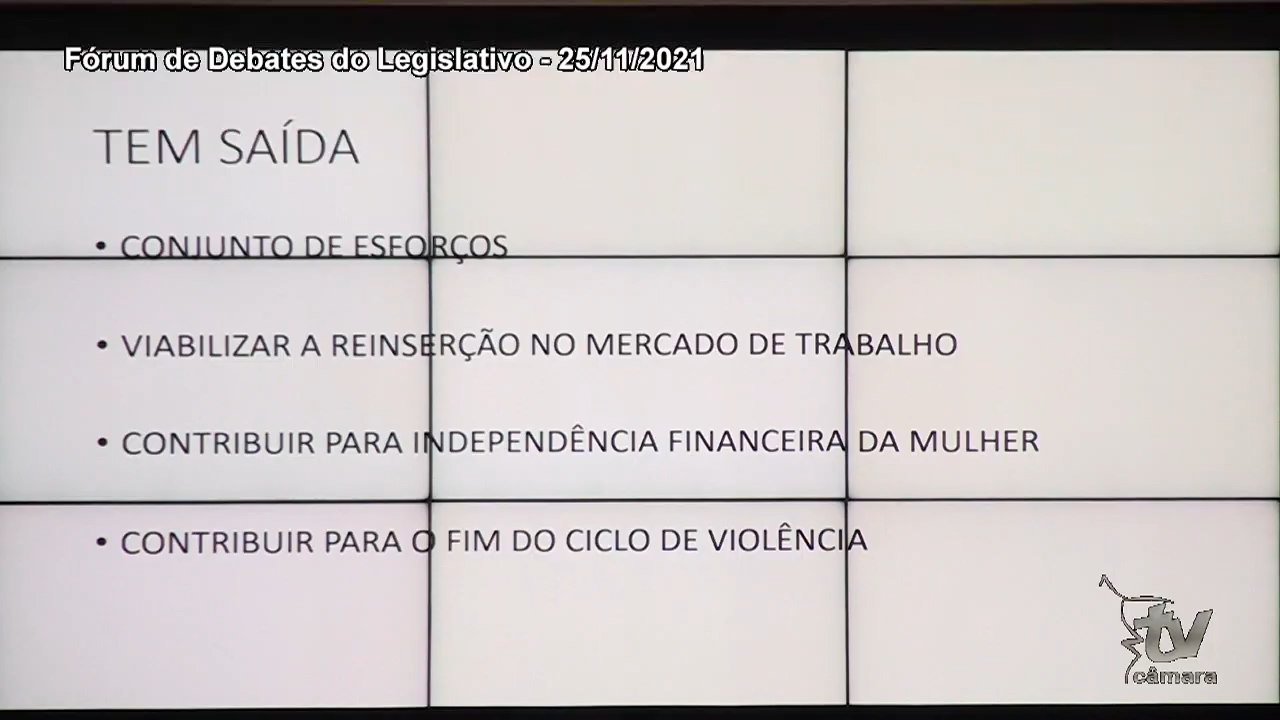 Fórum de Debates do Legislativo - 25/11/2021
TEM SAÍDA
• CONJUNTO DE ESFORÇOS
• VIABILIZAR A REINSERÇÃO NO MERCADO DE TRABALHO
• CONTRIBUIR PARA INDEPENDÊNCIA FINANCEIRA DA MULHER
• CONTRIBUIR PARA O FIM DO CICLO DE VIOLÊNCIA
tv
câmara